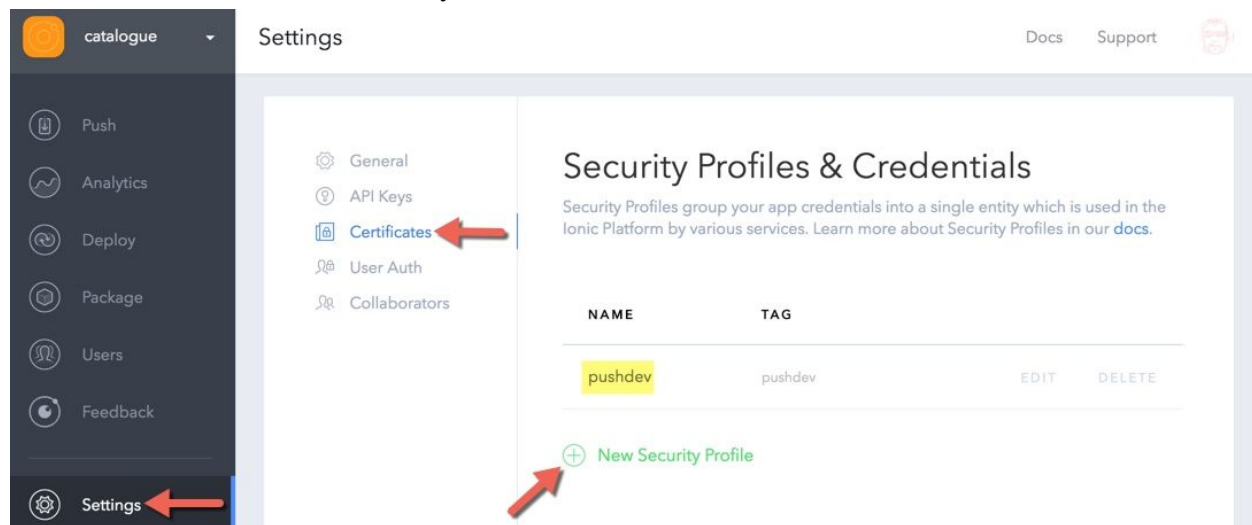 catalogue
Settings
Docs
Support
Push
Analytics
Deploy
Package
Users
Feedback
Settings
General
API Keys
Certificates
User Auth
Collaborators
Security Profiles & Credentials
Security Profiles group your app credentials into a single entity which is used in the
Ionic Platform by various services. Learn more about Security Profiles in our docs.
NAME TAG
pushdev pushdev EDIT DELETE
New Security Profile